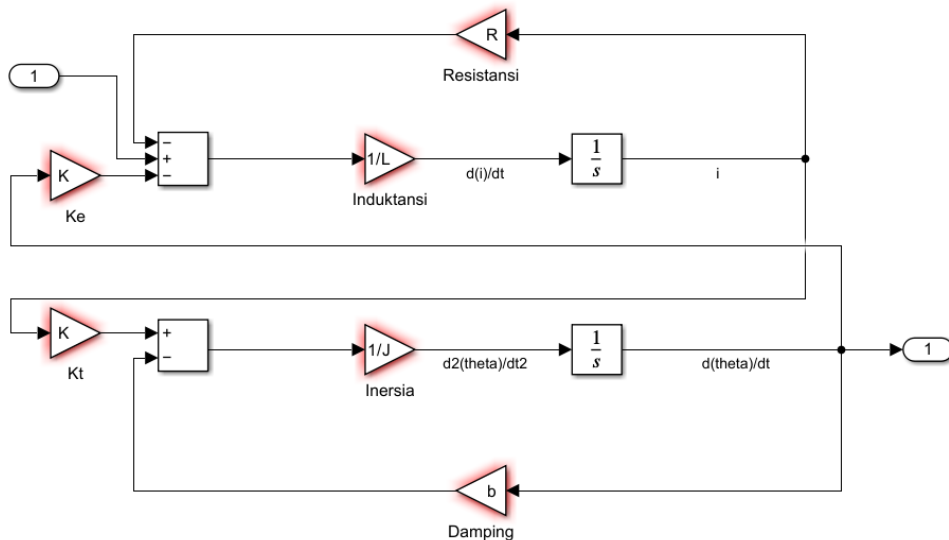 R
Resistansi
1
−
+
−
K
Ke
1/L
Induktansi
d(i)/dt
1
s
i
K
Kt
+
−
1/J
Inersia
d2(theta)/dt2
1
s
d(theta)/dt
1
b
Damping